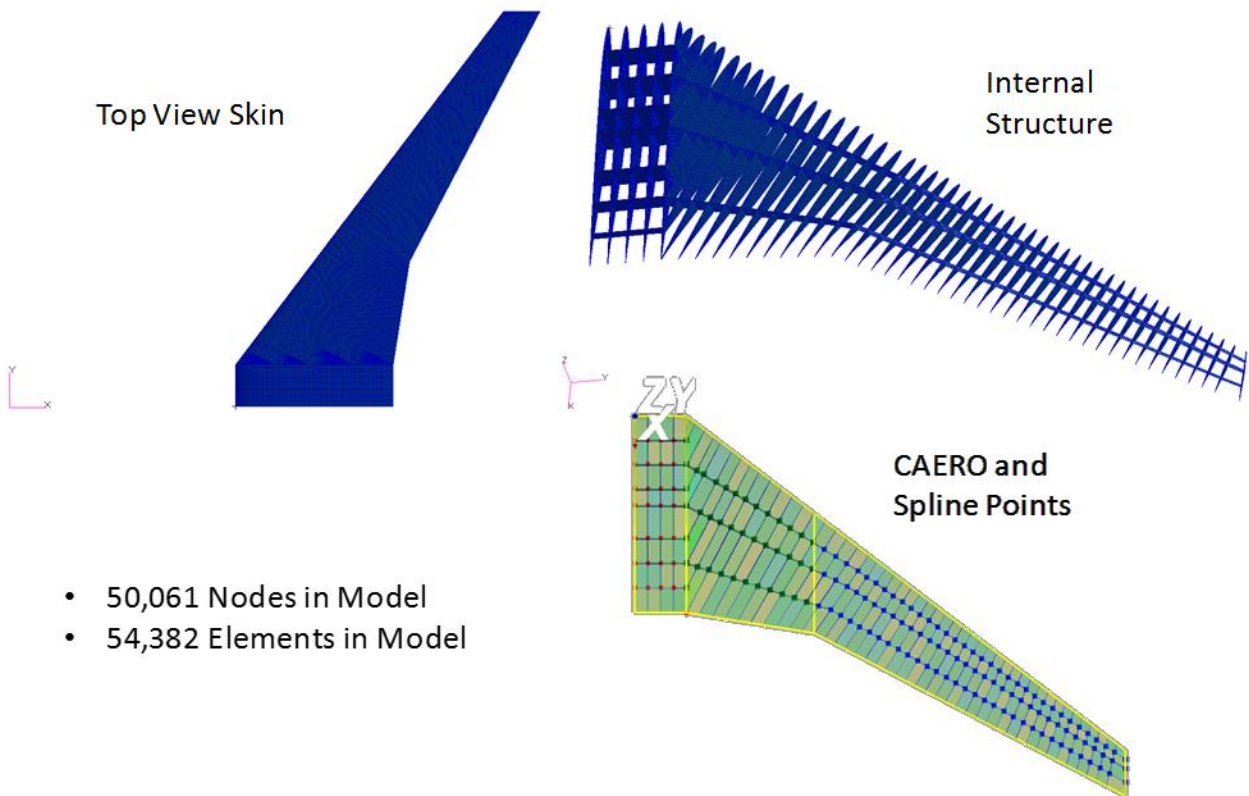 Top View Skin
Internal
Structure
Y
X
Z
Y
X
ZY
X
CAERO and
Spline Points
• 50,061 Nodes in Model
• 54,382 Elements in Model